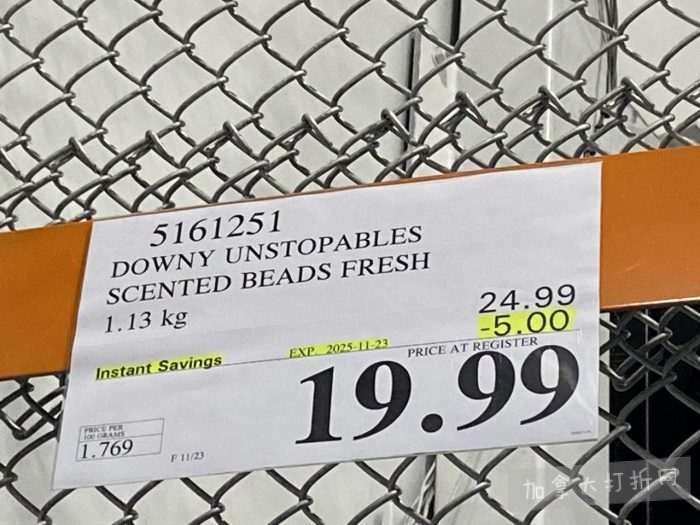 5161251
DOWNY UNSTOPABLES
SCENTED BEADS FRESH
1.13 kg
24.99
-5.00
Instant Savings
EXP. 2025-11-23
PRICE AT REGISTER
19.99
PRICE PER
100 GRAMS
1.769
F 11/23
加拿大打折网